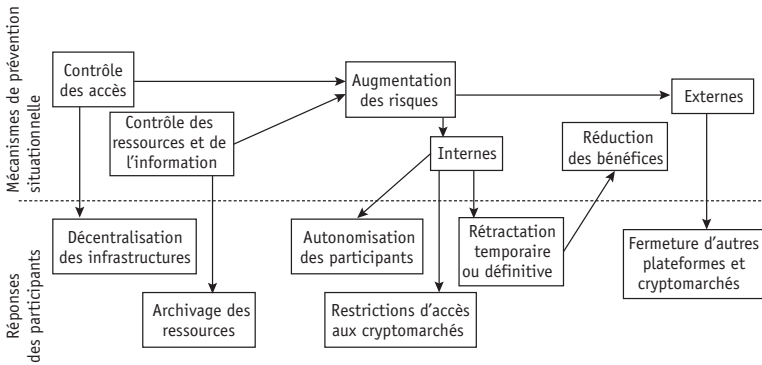 Mécanismes de prévention
situationnelle
Contrôle
des accès
Contrôle des
ressources et de
l'information
Augmentation
des risques
Internes
Réduction
des bénéfices
Externes
Réponses
des participants
Décentralisation
des infrastructures
Archivage des
ressources
Autonomisation
des participants
Restrictions d'accès
aux cryptomarchés
Rétractation
temporaire
ou définitive
Fermeture d'autres
plateformes et
cryptomarchés